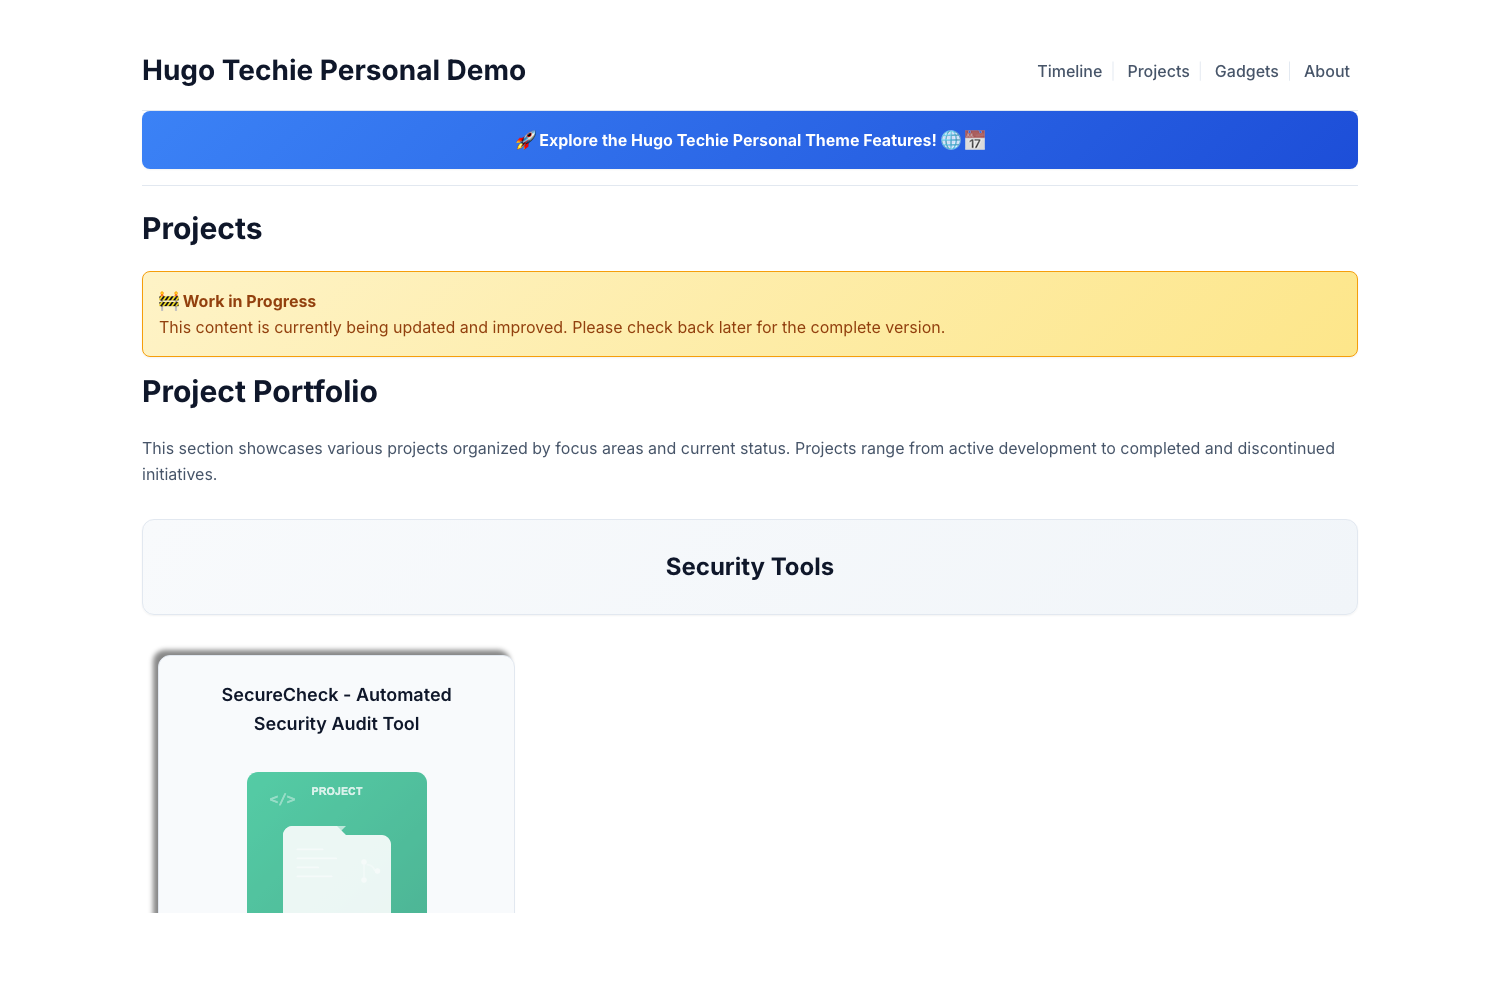 Hugo Techie Personal Demo
Timeline
Projects
Gadgets
About
🚀 Explore the Hugo Techie Personal Theme Features! 🌐 📅
Projects
🚧 Work in Progress
This content is currently being updated and improved. Please check back later for the complete version.
Project Portfolio
This section showcases various projects organized by focus areas and current status. Projects range from active development to completed and discontinued
initiatives.
Security Tools
SecureCheck - Automated
Security Audit Tool
</> PROJECT